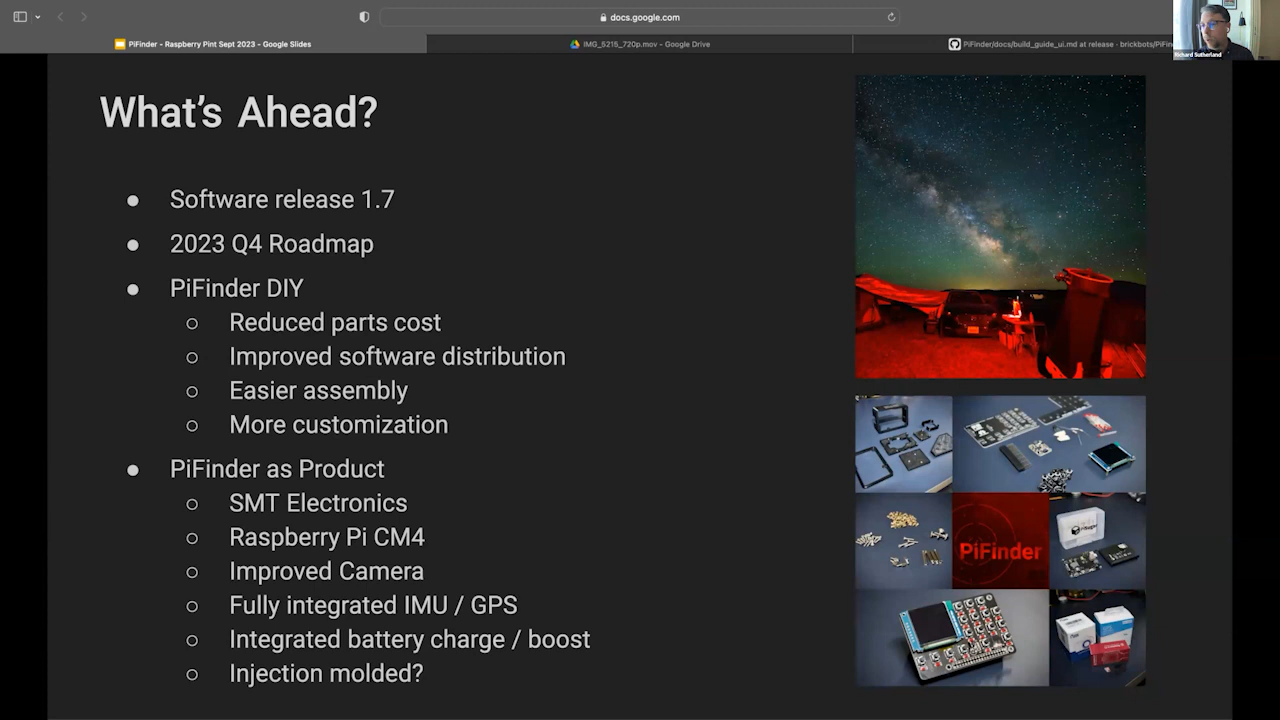 docs.google.com
PiFinder - Raspberry Pint Sept 2023 - Google Slides
IMG_5215_720p.mov - Google Drive
PiFinder/docs/build_guide_ui.md at release · brickbots/PiFin
Richard Sutherland
What's Ahead?
● Software release 1.7
● 2023 Q4 Roadmap
● PiFinder DIY
○ Reduced parts cost
○ Improved software distribution
○ Easier assembly
○ More customization
● PiFinder as Product
○ SMT Electronics
○ Raspberry Pi CM4
○ Improved Camera
○ Fully integrated IMU / GPS
○ Integrated battery charge / boost
○ Injection molded?
PiFinder